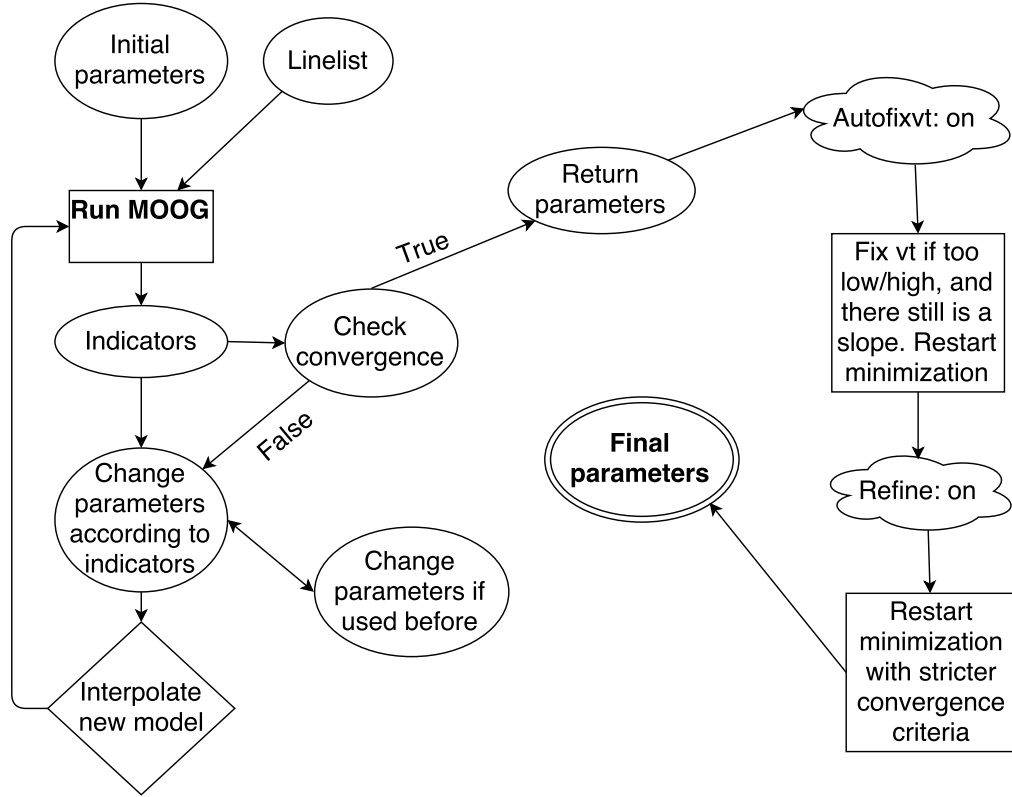 Initial
parameters
Linelist
Run MOOG
Indicators
Check
convergence
True
False
Return
parameters
Autofixvt: on
Fix vt if too
low/high, and
there still is a
slope. Restart
minimization
Refine: on
Restart
minimization
with stricter
convergence
criteria
Final
parameters
Change
parameters
according to
indicators
Change
parameters if
used before
Interpolate
new model